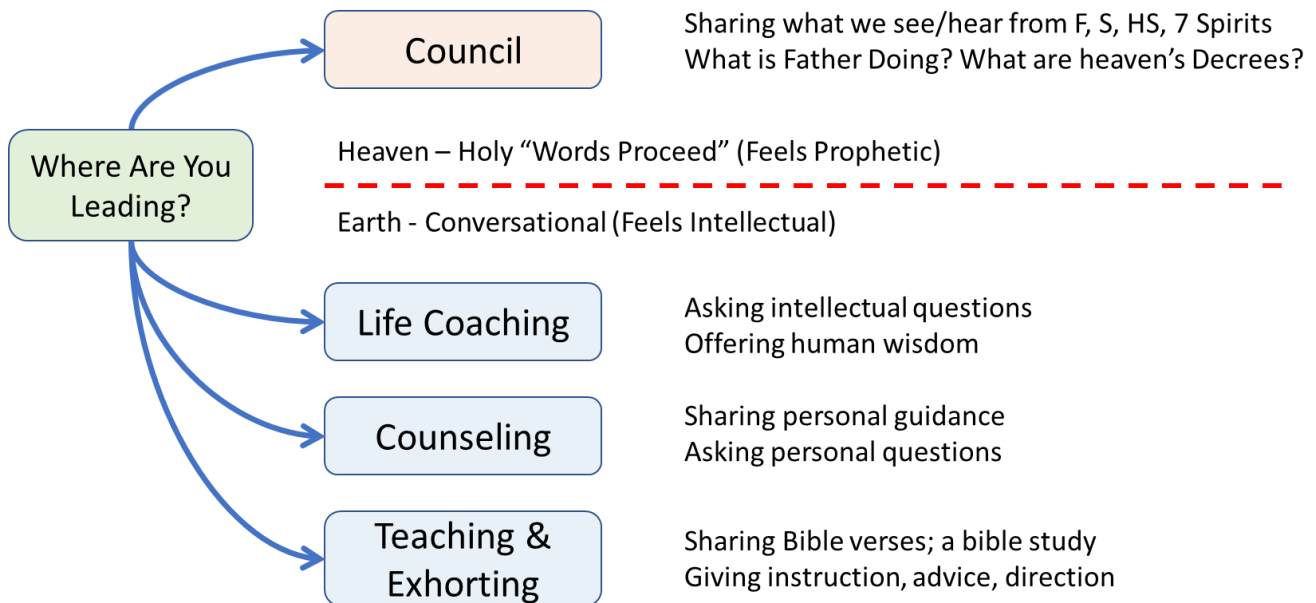 Council
Sharing what we see/hear from F, S, HS, 7 Spirits
What is Father Doing? What are heaven’s Decrees?
Where Are You
Leading?
Heaven – Holy “Words Proceed” (Feels Prophetic)
Earth - Conversational (Feels Intellectual)
Life Coaching
Asking intellectual questions
Offering human wisdom
Counseling
Sharing personal guidance
Asking personal questions
Teaching &
Exhorting
Sharing Bible verses; a bible study
Giving instruction, advice, direction